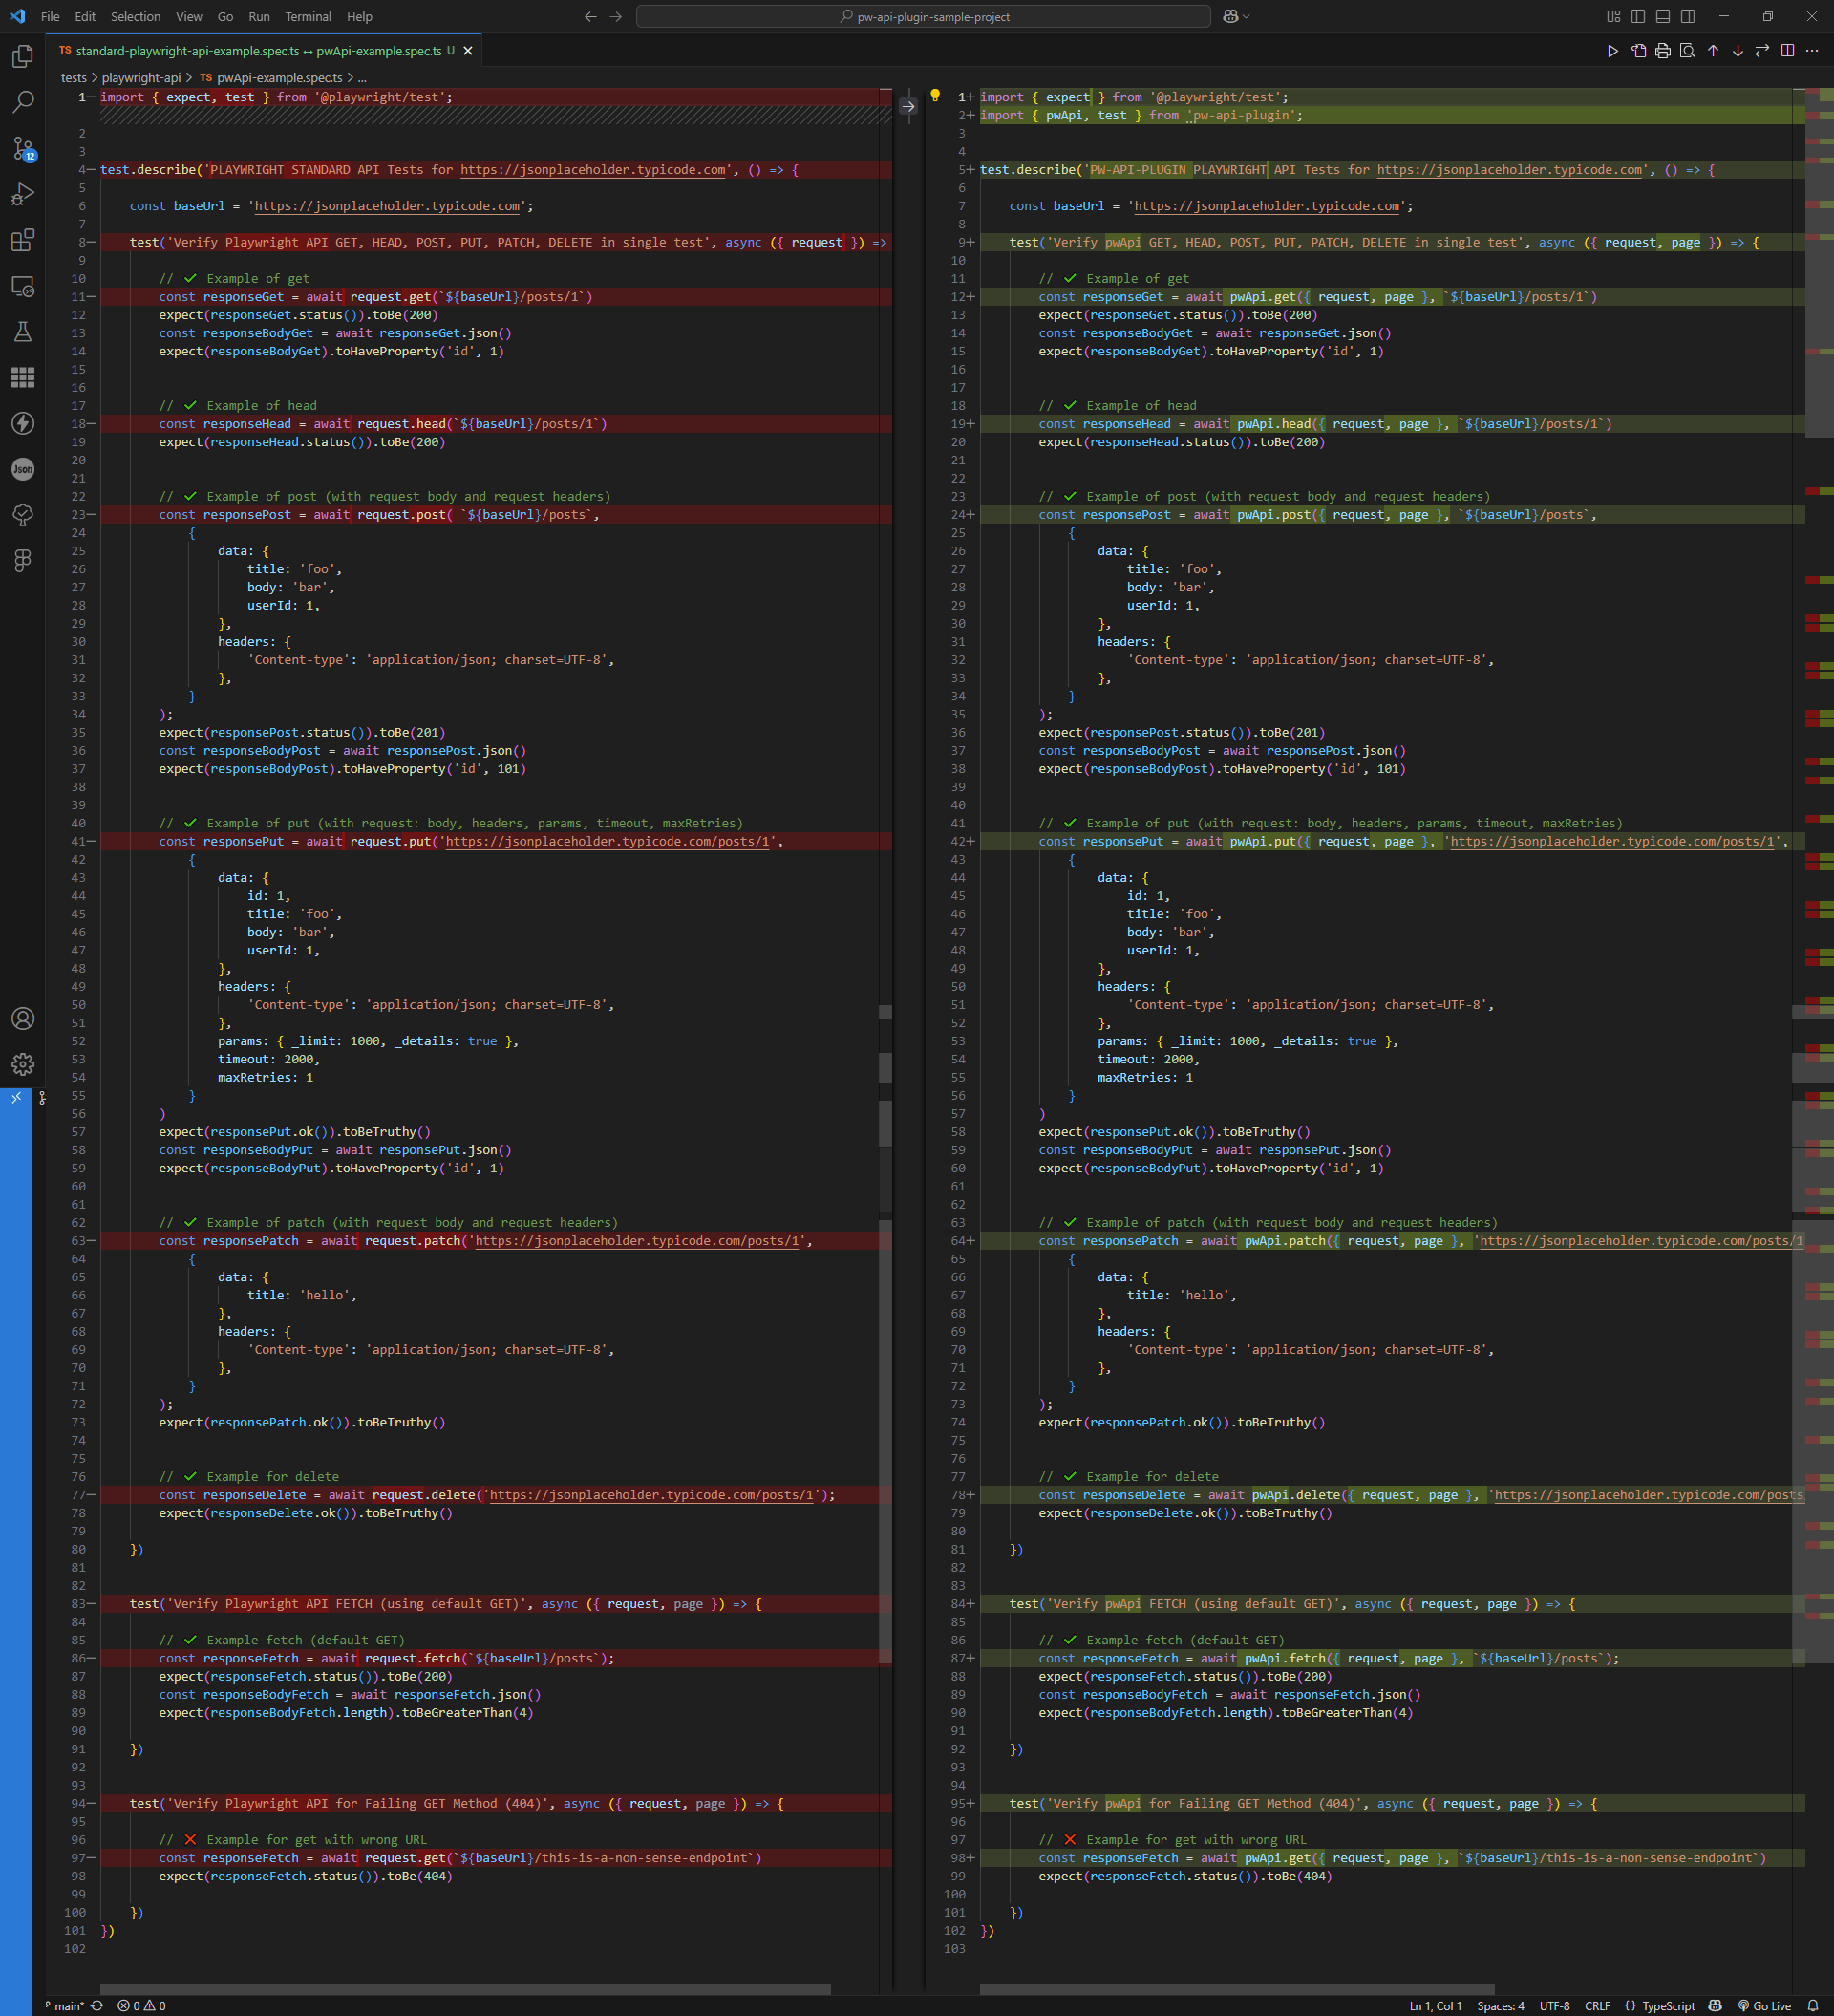 File Edit Selection View Go Run Terminal Help
pw-api-plugin-sample-project
TS standard-playwright-api-example.spec.ts ↔ pwApi-example.spec.ts U
tests > playwright-api > TS pwApi-example.spec.ts > ...
12
Json
1 import { expect, test } from '@playwright/test';
2
3
4 test.describe('PLAYWRIGHT STANDARD API Tests for https://jsonplaceholder.typicode.com', () => {
5
6 const baseUrl = 'https://jsonplaceholder.typicode.com';
7
8 test('Verify Playwright API GET, HEAD, POST, PUT, PATCH, DELETE in single test', async ({ request }) =>
9
10 // ✔ Example of get
11 const responseGet = await request.get(`${baseUrl}/posts/1`)
12 expect(responseGet.status()).toBe(200)
13 const responseBodyGet = await responseGet.json()
14 expect(responseBodyGet).toHaveProperty('id', 1)
15
16
17 // ✔ Example of head
18 const responseHead = await request.head(`${baseUrl}/posts/1`)
19 expect(responseHead.status()).toBe(200)
20
21
22 // ✔ Example of post (with request body and request headers)
23 const responsePost = await request.post( `${baseUrl}/posts`,
24 {
25 data: {
26 title: 'foo',
27 body: 'bar',
28 userId: 1,
29 },
30 headers: {
31 'Content-type': 'application/json; charset=UTF-8',
32 },
33 }
34 );
35 expect(responsePost.status()).toBe(201)
36 const responseBodyPost = await responsePost.json()
37 expect(responseBodyPost).toHaveProperty('id', 101)
38
39
40 // ✔ Example of put (with request: body, headers, params, timeout, maxRetries)
41 const responsePut = await request.put('https://jsonplaceholder.typicode.com/posts/1',
42 {
43 data: {
44 id: 1,
45 title: 'foo',
46 body: 'bar',
47 userId: 1,
48 },
49 headers: {
50 'Content-type': 'application/json; charset=UTF-8',
51 },
52 params: { _limit: 1000, _details: true },
53 timeout: 2000,
54 maxRetries: 1
55 }
56 )
57 expect(responsePut.ok()).toBeTruthy()
58 const responseBodyPut = await responsePut.json()
59 expect(responseBodyPut).toHaveProperty('id', 1)
60
61
62 // ✔ Example of patch (with request body and request headers)
63 const responsePatch = await request.patch('https://jsonplaceholder.typicode.com/posts/1',
64 {
65 data: {
66 title: 'hello',
67 },
68 headers: {
69 'Content-type': 'application/json; charset=UTF-8',
70 },
71 }
72 );
73 expect(responsePatch.ok()).toBeTruthy()
74
75
76 // ✔ Example for delete
77 const responseDelete = await request.delete('https://jsonplaceholder.typicode.com/posts/1');
78 expect(responseDelete.ok()).toBeTruthy()
79
80 })
81
82
83 test('Verify Playwright API FETCH (using default GET)', async ({ request, page }) => {
84
85 // ✔ Example fetch (default GET)
86 const responseFetch = await request.fetch(`${baseUrl}/posts`);
87 expect(responseFetch.status()).toBe(200)
88 const responseBodyFetch = await responseFetch.json()
89 expect(responseBodyFetch.length).toBeGreaterThan(4)
90
91 })
92
93
94 test('Verify Playwright API for Failing GET Method (404)', async ({ request, page }) => {
95
96 // ❌ Example for get with wrong URL
97 const responseFetch = await request.get(`${baseUrl}/this-is-a-non-sense-endpoint`)
98 expect(responseFetch.status()).toBe(404)
99
100 })
101 })
102
1+ import { expect } from '@playwright/test';
2+ import { pwApi, test } from 'pw-api-plugin';
3
4
5+ test.describe('PW-API-PLUGIN PLAYWRIGHT API Tests for https://jsonplaceholder.typicode.com', () => {
6
7 const baseUrl = 'https://jsonplaceholder.typicode.com';
8
9+ test('Verify pwApi GET, HEAD, POST, PUT, PATCH, DELETE in single test', async ({ request, page }) => {
10
11 // ✔ Example of get
12+ const responseGet = await pwApi.get({ request, page }, `${baseUrl}/posts/1`)
13 expect(responseGet.status()).toBe(200)
14 const responseBodyGet = await responseGet.json()
15 expect(responseBodyGet).toHaveProperty('id', 1)
16
17
18 // ✔ Example of head
19+ const responseHead = await pwApi.head({ request, page }, `${baseUrl}/posts/1`)
20 expect(responseHead.status()).toBe(200)
21
22
23 // ✔ Example of post (with request body and request headers)
24+ const responsePost = await pwApi.post({ request, page }, `${baseUrl}/posts`,
25 {
26 data: {
27 title: 'foo',
28 body: 'bar',
29 userId: 1,
30 },
31 headers: {
32 'Content-type': 'application/json; charset=UTF-8',
33 },
34 }
35 );
36 expect(responsePost.status()).toBe(201)
37 const responseBodyPost = await responsePost.json()
38 expect(responseBodyPost).toHaveProperty('id', 101)
39
40
41 // ✔ Example of put (with request: body, headers, params, timeout, maxRetries)
42+ const responsePut = await pwApi.put({ request, page }, 'https://jsonplaceholder.typicode.com/posts/1',
43 {
44 data: {
45 id: 1,
46 title: 'foo',
47 body: 'bar',
48 userId: 1,
49 },
50 headers: {
51 'Content-type': 'application/json; charset=UTF-8',
52 },
53 params: { _limit: 1000, _details: true },
54 timeout: 2000,
55 maxRetries: 1
56 }
57 )
58 expect(responsePut.ok()).toBeTruthy()
59 const responseBodyPut = await responsePut.json()
60 expect(responseBodyPut).toHaveProperty('id', 1)
61
62
63 // ✔ Example of patch (with request body and request headers)
64+ const responsePatch = await pwApi.patch({ request, page }, 'https://jsonplaceholder.typicode.com/posts/1
65 {
66 data: {
67 title: 'hello',
68 },
69 headers: {
70 'Content-type': 'application/json; charset=UTF-8',
71 },
72 }
73 );
74 expect(responsePatch.ok()).toBeTruthy()
75
76
77 // ✔ Example for delete
78+ const responseDelete = await pwApi.delete({ request, page }, 'https://jsonplaceholder.typicode.com/posts
79 expect(responseDelete.ok()).toBeTruthy()
80
81 })
82
83
84+ test('Verify pwApi FETCH (using default GET)', async ({ request, page }) => {
85
86 // ✔ Example fetch (default GET)
87+ const responseFetch = await pwApi.fetch({ request, page }, `${baseUrl}/posts`);
88 expect(responseFetch.status()).toBe(200)
89 const responseBodyFetch = await responseFetch.json()
90 expect(responseBodyFetch.length).toBeGreaterThan(4)
91
92 })
93
94
95+ test('Verify pwApi for Failing GET Method (404)', async ({ request, page }) => {
96
97 // ❌ Example for get with wrong URL
98+ const responseFetch = await pwApi.get({ request, page }, `${baseUrl}/this-is-a-non-sense-endpoint`)
99 expect(responseFetch.status()).toBe(404)
100
101 })
102 })
103
main* 0 0 Ln 1, Col 1 Spaces: 4 UTF-8 CRLF {} TypeScript Go Live